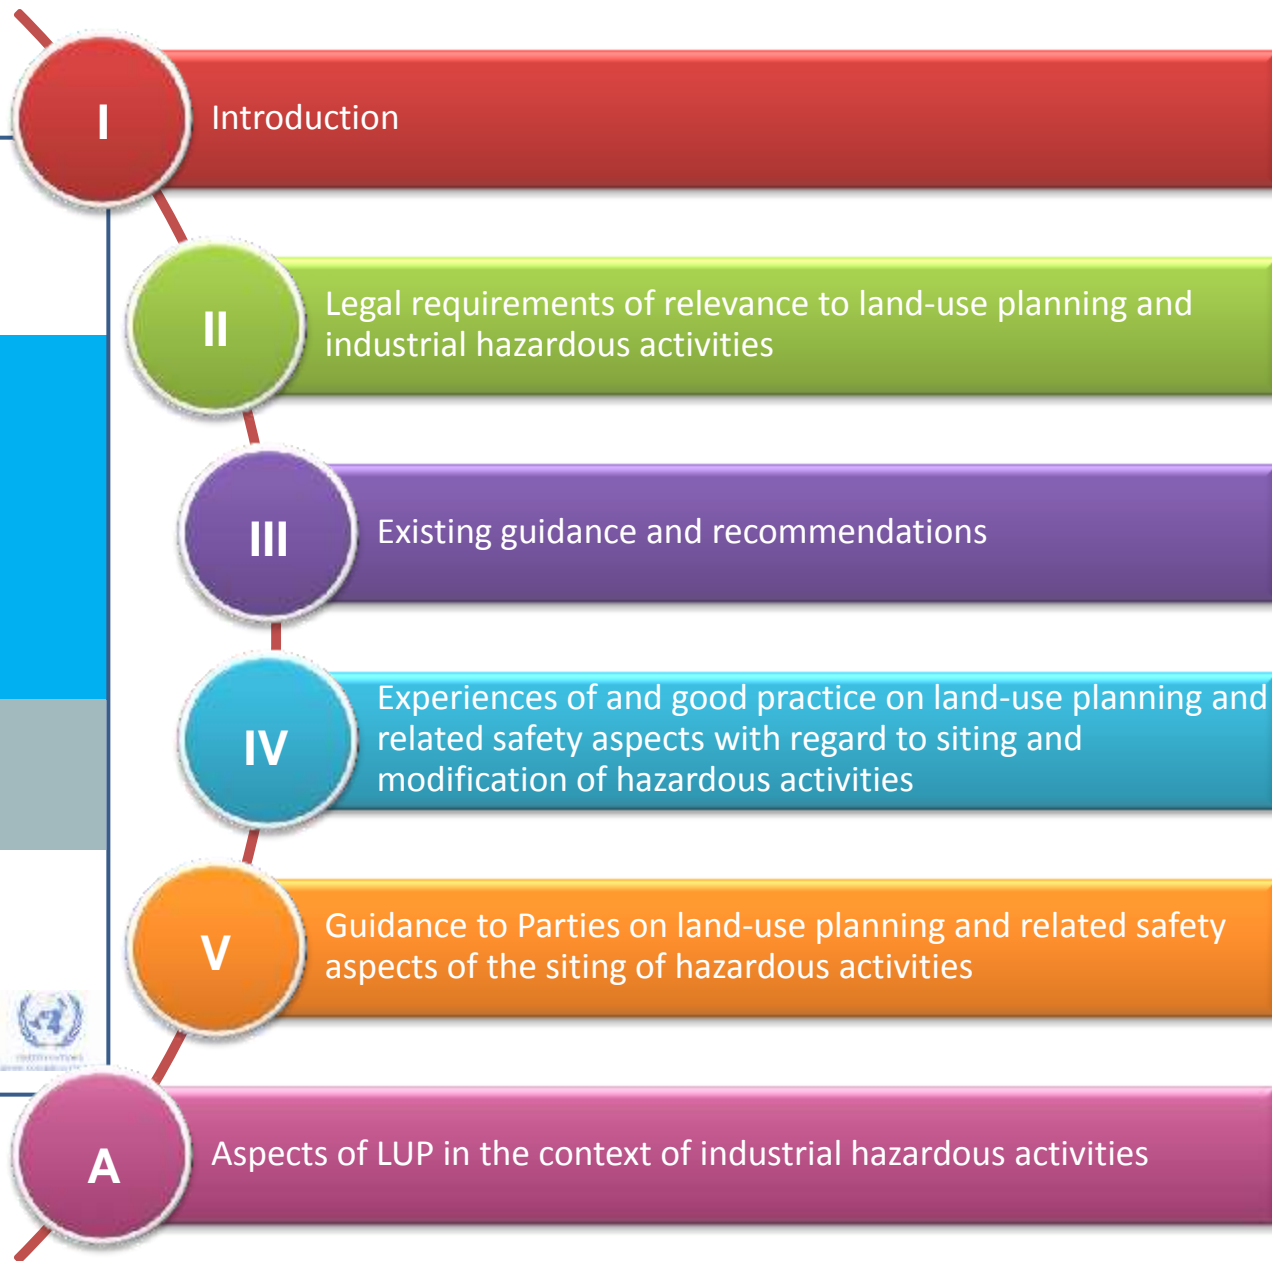 I
Introduction
II
Legal requirements of relevance to land-use planning and
industrial hazardous activities
III
Existing guidance and recommendations
IV
Experiences of and good practice on land-use planning and
related safety aspects with regard to siting and
modification of hazardous activities
V
Guidance to Parties on land-use planning and related safety
aspects of the siting of hazardous activities
A
Aspects of LUP in the context of industrial hazardous activities